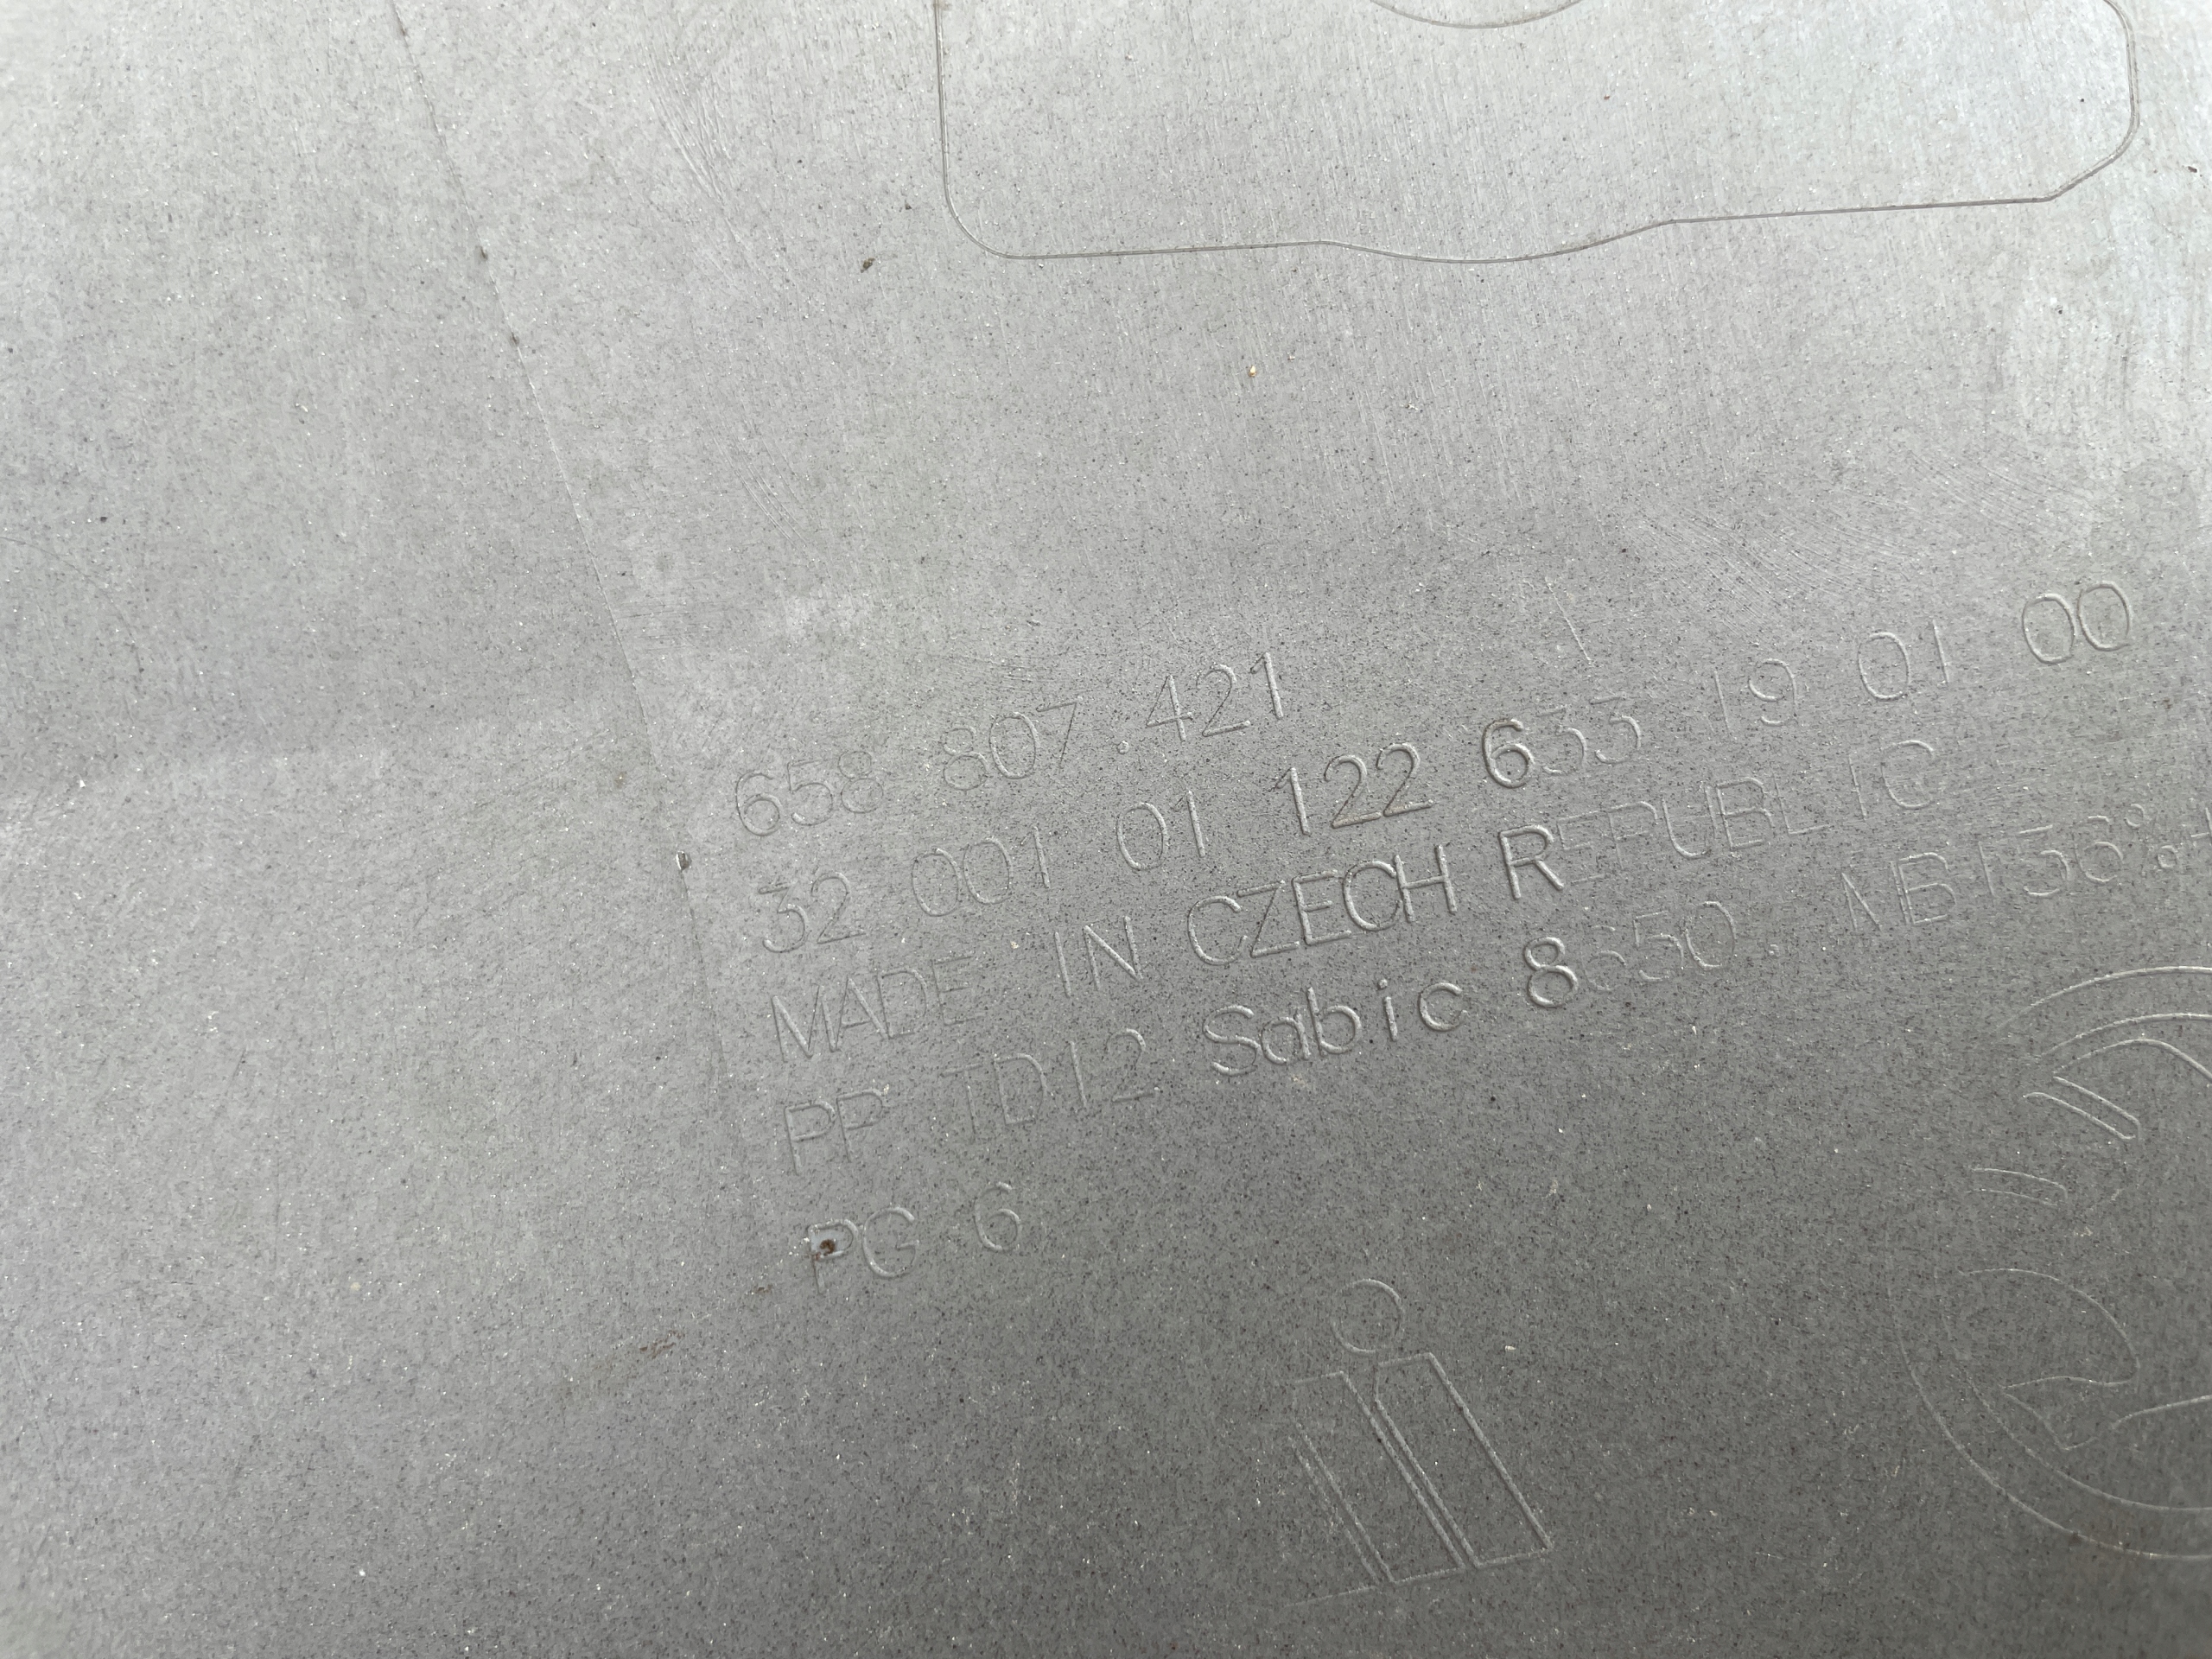 658 807 421
32 001 01 122 633 19 01 00
MADE IN CZECH REPUBLIC
PP TD12 Sabic 8650
PG 6